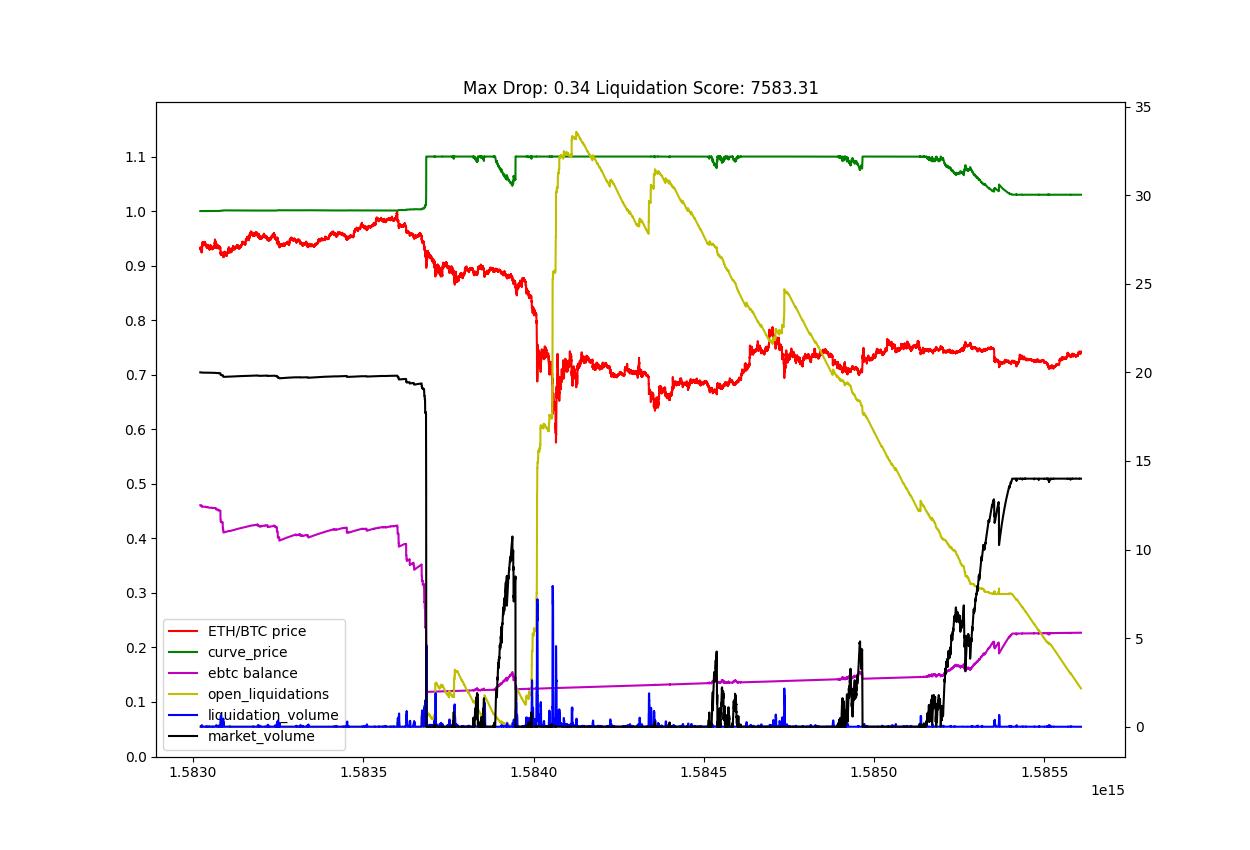 Max Drop: 0.34 Liquidation Score: 7583.31
1.1
1.0
0.9
0.8
0.7
0.6
0.5
0.4
0.3
0.2
0.1
0.0
35
30
25
20
15
10
5
0
ETH/BTC price
curve_price
ebtc balance
open_liquidations
liquidation_volume
market_volume
1.5830 1.5835 1.5840 1.5845 1.5850 1.5855
1e15